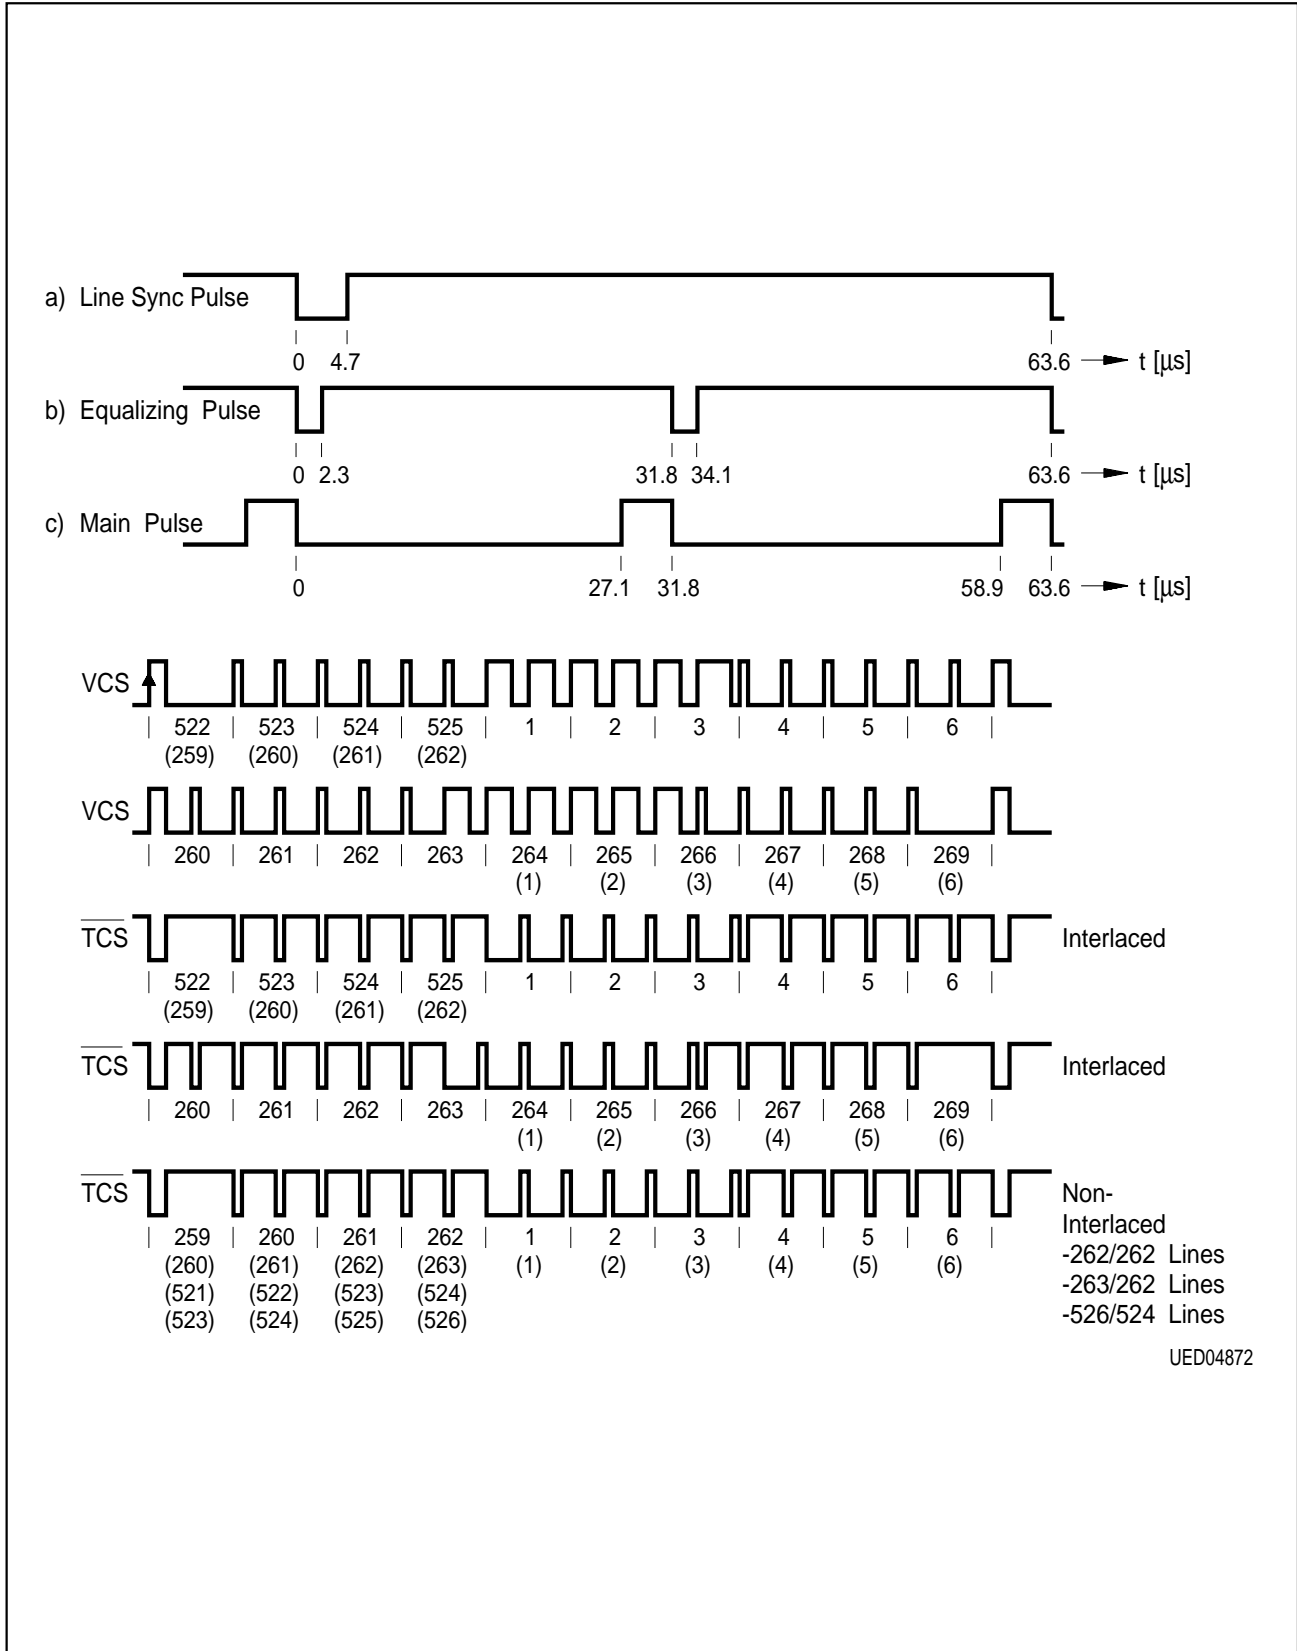 a) Line Sync Pulse
0 4.7 63.6 t [µs]
b) Equalizing Pulse
0 2.3 31.8 34.1 63.6 t [µs]
c) Main Pulse
0 27.1 31.8 58.9 63.6 t [µs]
VCS
522 523 524 525 1 2 3 4 5 6
(259) (260) (261) (262)
VCS
260 261 262 263 264 265 266 267 268 269
(1) (2) (3) (4) (5) (6)
TCS Interlaced
522 523 524 525 1 2 3 4 5 6
(259) (260) (261) (262)
TCS Interlaced
260 261 262 263 264 265 266 267 268 269
(1) (2) (3) (4) (5) (6)
TCS Non-
Interlaced
259 260 261 262 1 2 3 4 5 6
(260) (261) (262) (263) (1) (2) (3) (4) (5) (6) -262/262 Lines
(521) (522) (523) (524) -263/262 Lines
(523) (524) (525) (526) -526/524 Lines
UED04872